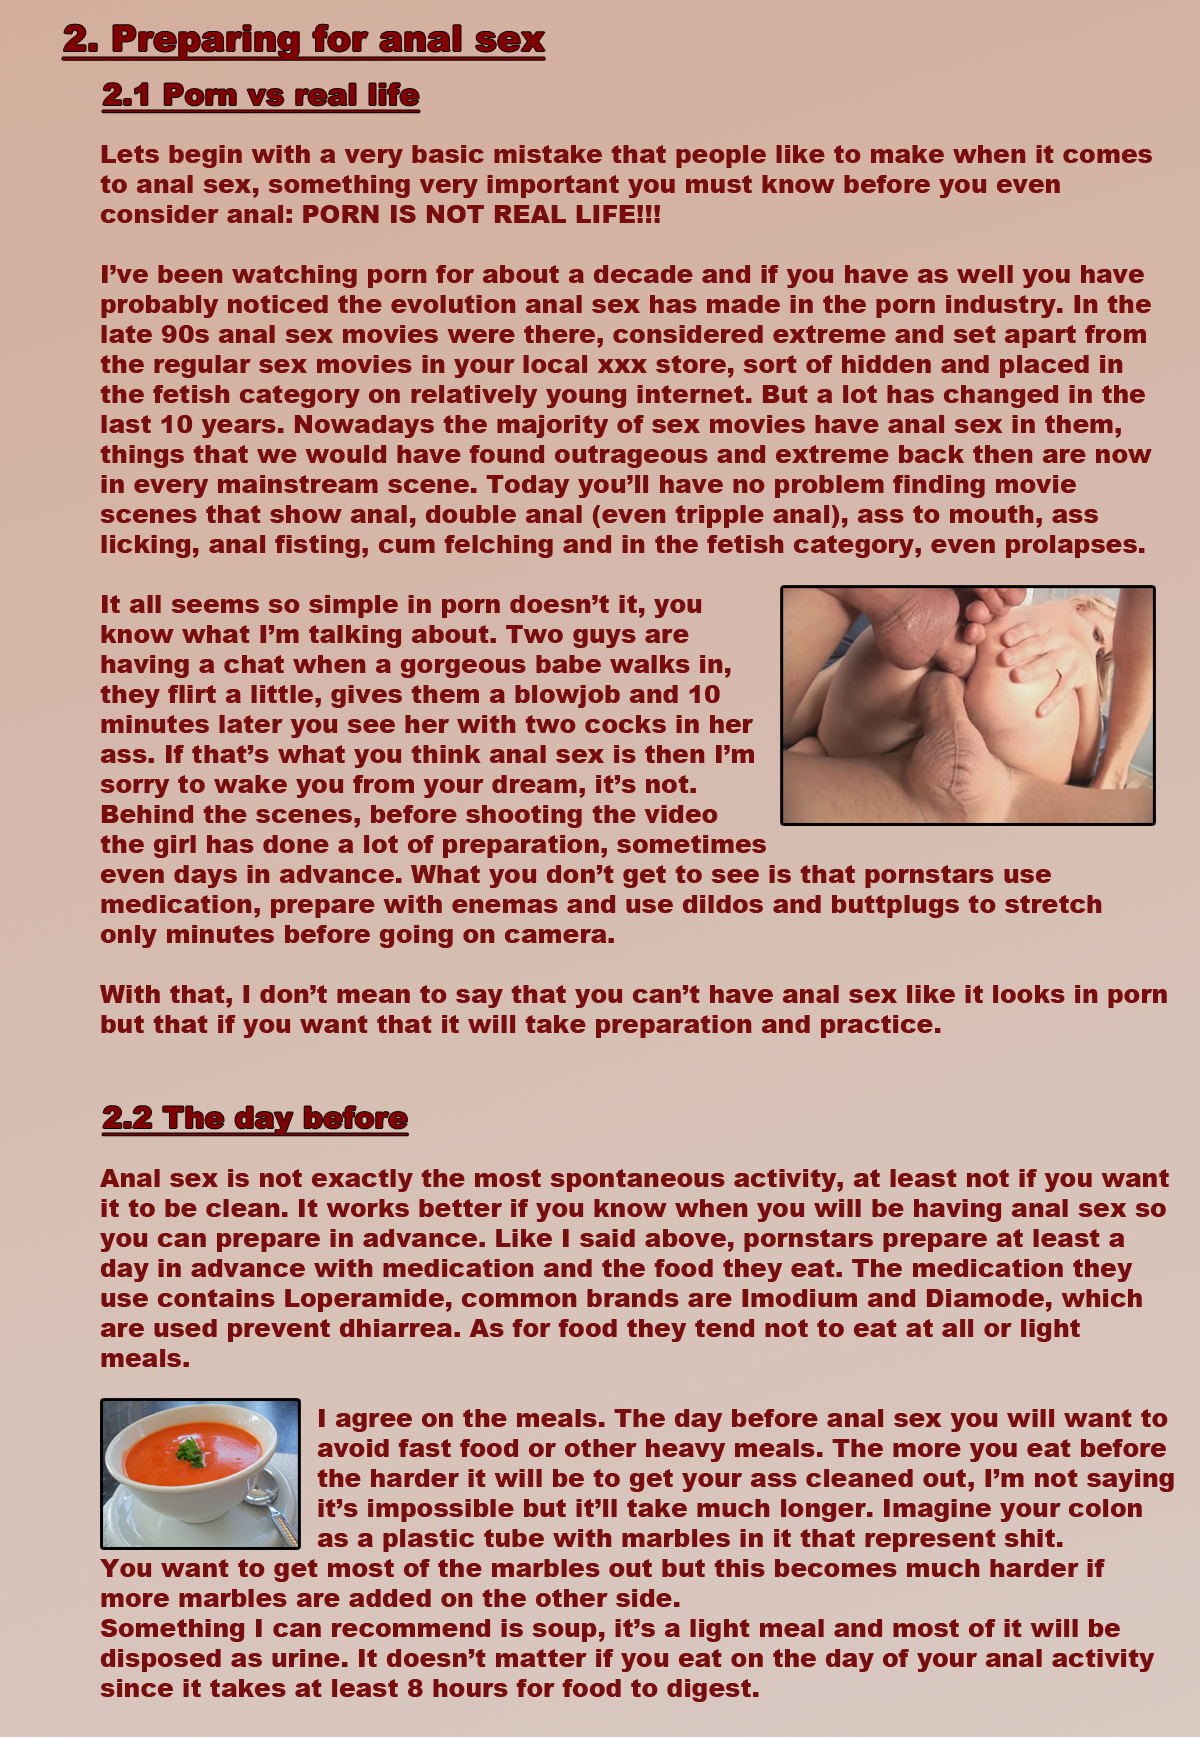 2. Preparing for anal sex
2.1 Porn vs real life
Lets begin with a very basic mistake that people like to make when it comes
to anal sex, something very important you must know before you even
consider anal: PORN IS NOT REAL LIFE!!!
I’ve been watching porn for about a decade and if you have as well you have
probably noticed the evolution anal sex has made in the porn industry. In the
late 90s anal sex movies were there, considered extreme and set apart from
the regular sex movies in your local xxx store, sort of hidden and placed in
the fetish category on relatively young internet. But a lot has changed in the
last 10 years. Nowadays the majority of sex movies have anal sex in them,
things that we would have found outrageous and extreme back then are now
in every mainstream scene. Today you’ll have no problem finding movie
scenes that show anal, double anal (even tripple anal), ass to mouth, ass
licking, anal fisting, cum felching and in the fetish category, even prolapses.
It all seems so simple in porn doesn’t it, you
know what I’m talking about. Two guys are
having a chat when a gorgeous babe walks in,
they flirt a little, gives them a blowjob and 10
minutes later you see her with two cocks in her
ass. If that’s what you think anal sex is then I’m
sorry to wake you from your dream, it’s not.
Behind the scenes, before shooting the video
the girl has done a lot of preparation, sometimes
even days in advance. What you don’t get to see is that pornstars use
medication, prepare with enemas and use dildos and buttplugs to stretch
only minutes before going on camera.
With that, I don’t mean to say that you can’t have anal sex like it looks in porn
but that if you want that it will take preparation and practice.
2.2 The day before
Anal sex is not exactly the most spontaneous activity, at least not if you want
it to be clean. It works better if you know when you will be having anal sex so
you can prepare in advance. Like I said above, pornstars prepare at least a
day in advance with medication and the food they eat. The medication they
use contains Loperamide, common brands are Imodium and Diamode, which
are used prevent dhiarrea. As for food they tend not to eat at all or light
meals.
I agree on the meals. The day before anal sex you will want to
avoid fast food or other heavy meals. The more you eat before
the harder it will be to get your ass cleaned out, I’m not saying
it’s impossible but it’ll take much longer. Imagine your colon
as a plastic tube with marbles in it that represent shit.
You want to get most of the marbles out but this becomes much harder if
more marbles are added on the other side.
Something I can recommend is soup, it’s a light meal and most of it will be
disposed as urine. It doesn’t matter if you eat on the day of your anal activity
since it takes at least 8 hours for food to digest.